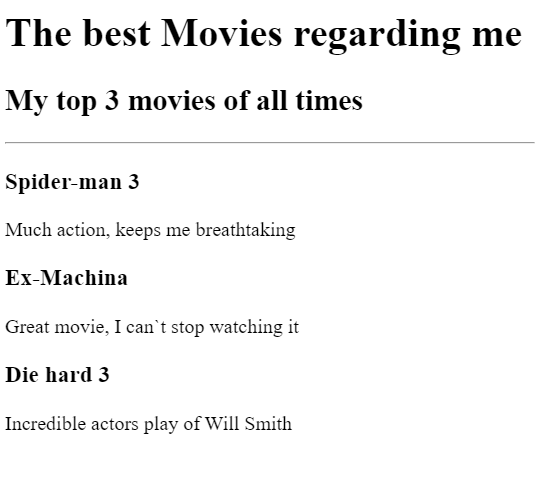 The best Movies regarding me
My top 3 movies of all times
Spider-man 3
Much action, keeps me breathtaking
Ex-Machina
Great movie, I can`t stop watching it
Die hard 3
Incredible actors play of Will Smith